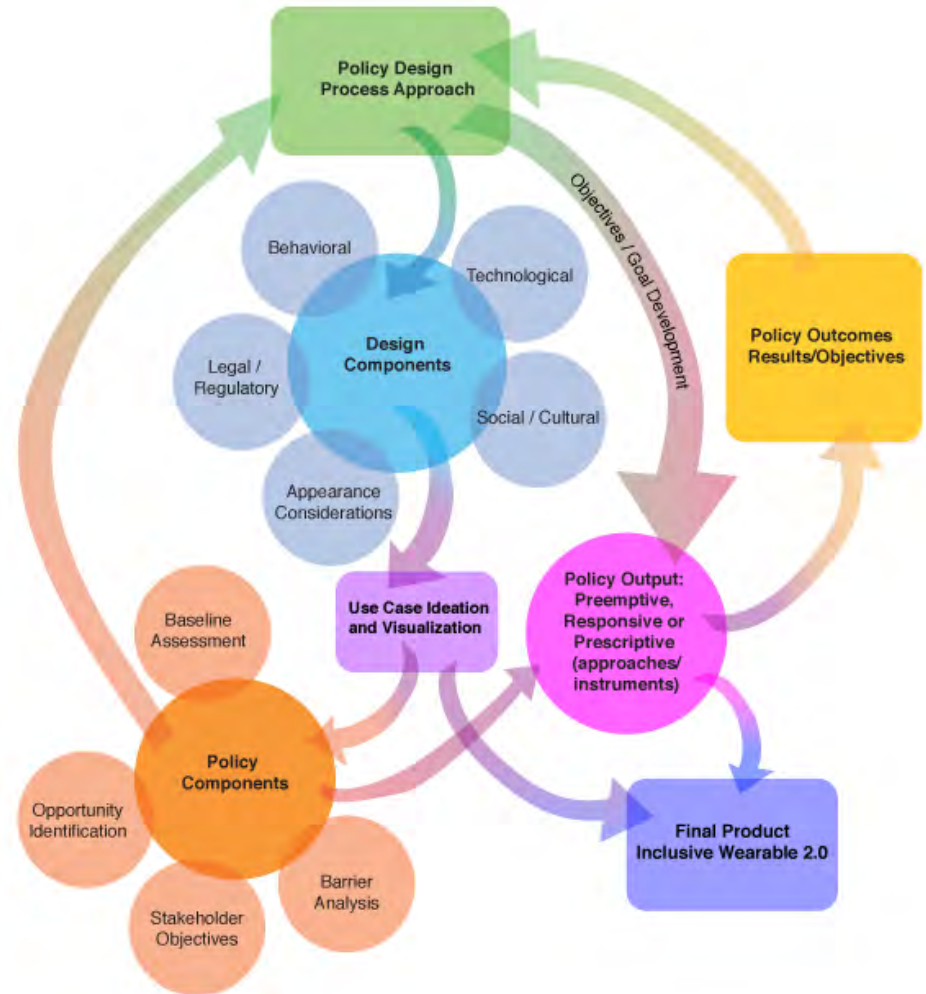 Policy Design
Process Approach
Objectives / Goal Development
Behavioral
Technological
Design
Components
Legal /
Regulatory
Social / Cultural
Appearance
Considerations
Policy Outcomes
Results/Objectives
Use Case Ideation
and Visualization
Policy Output:
Preemptive,
Responsive or
Prescriptive
(approaches/
instruments)
Baseline
Assessment
Policy
Components
Opportunity
Identification
Stakeholder
Objectives
Barrier
Analysis
Final Product
Inclusive Wearable 2.0